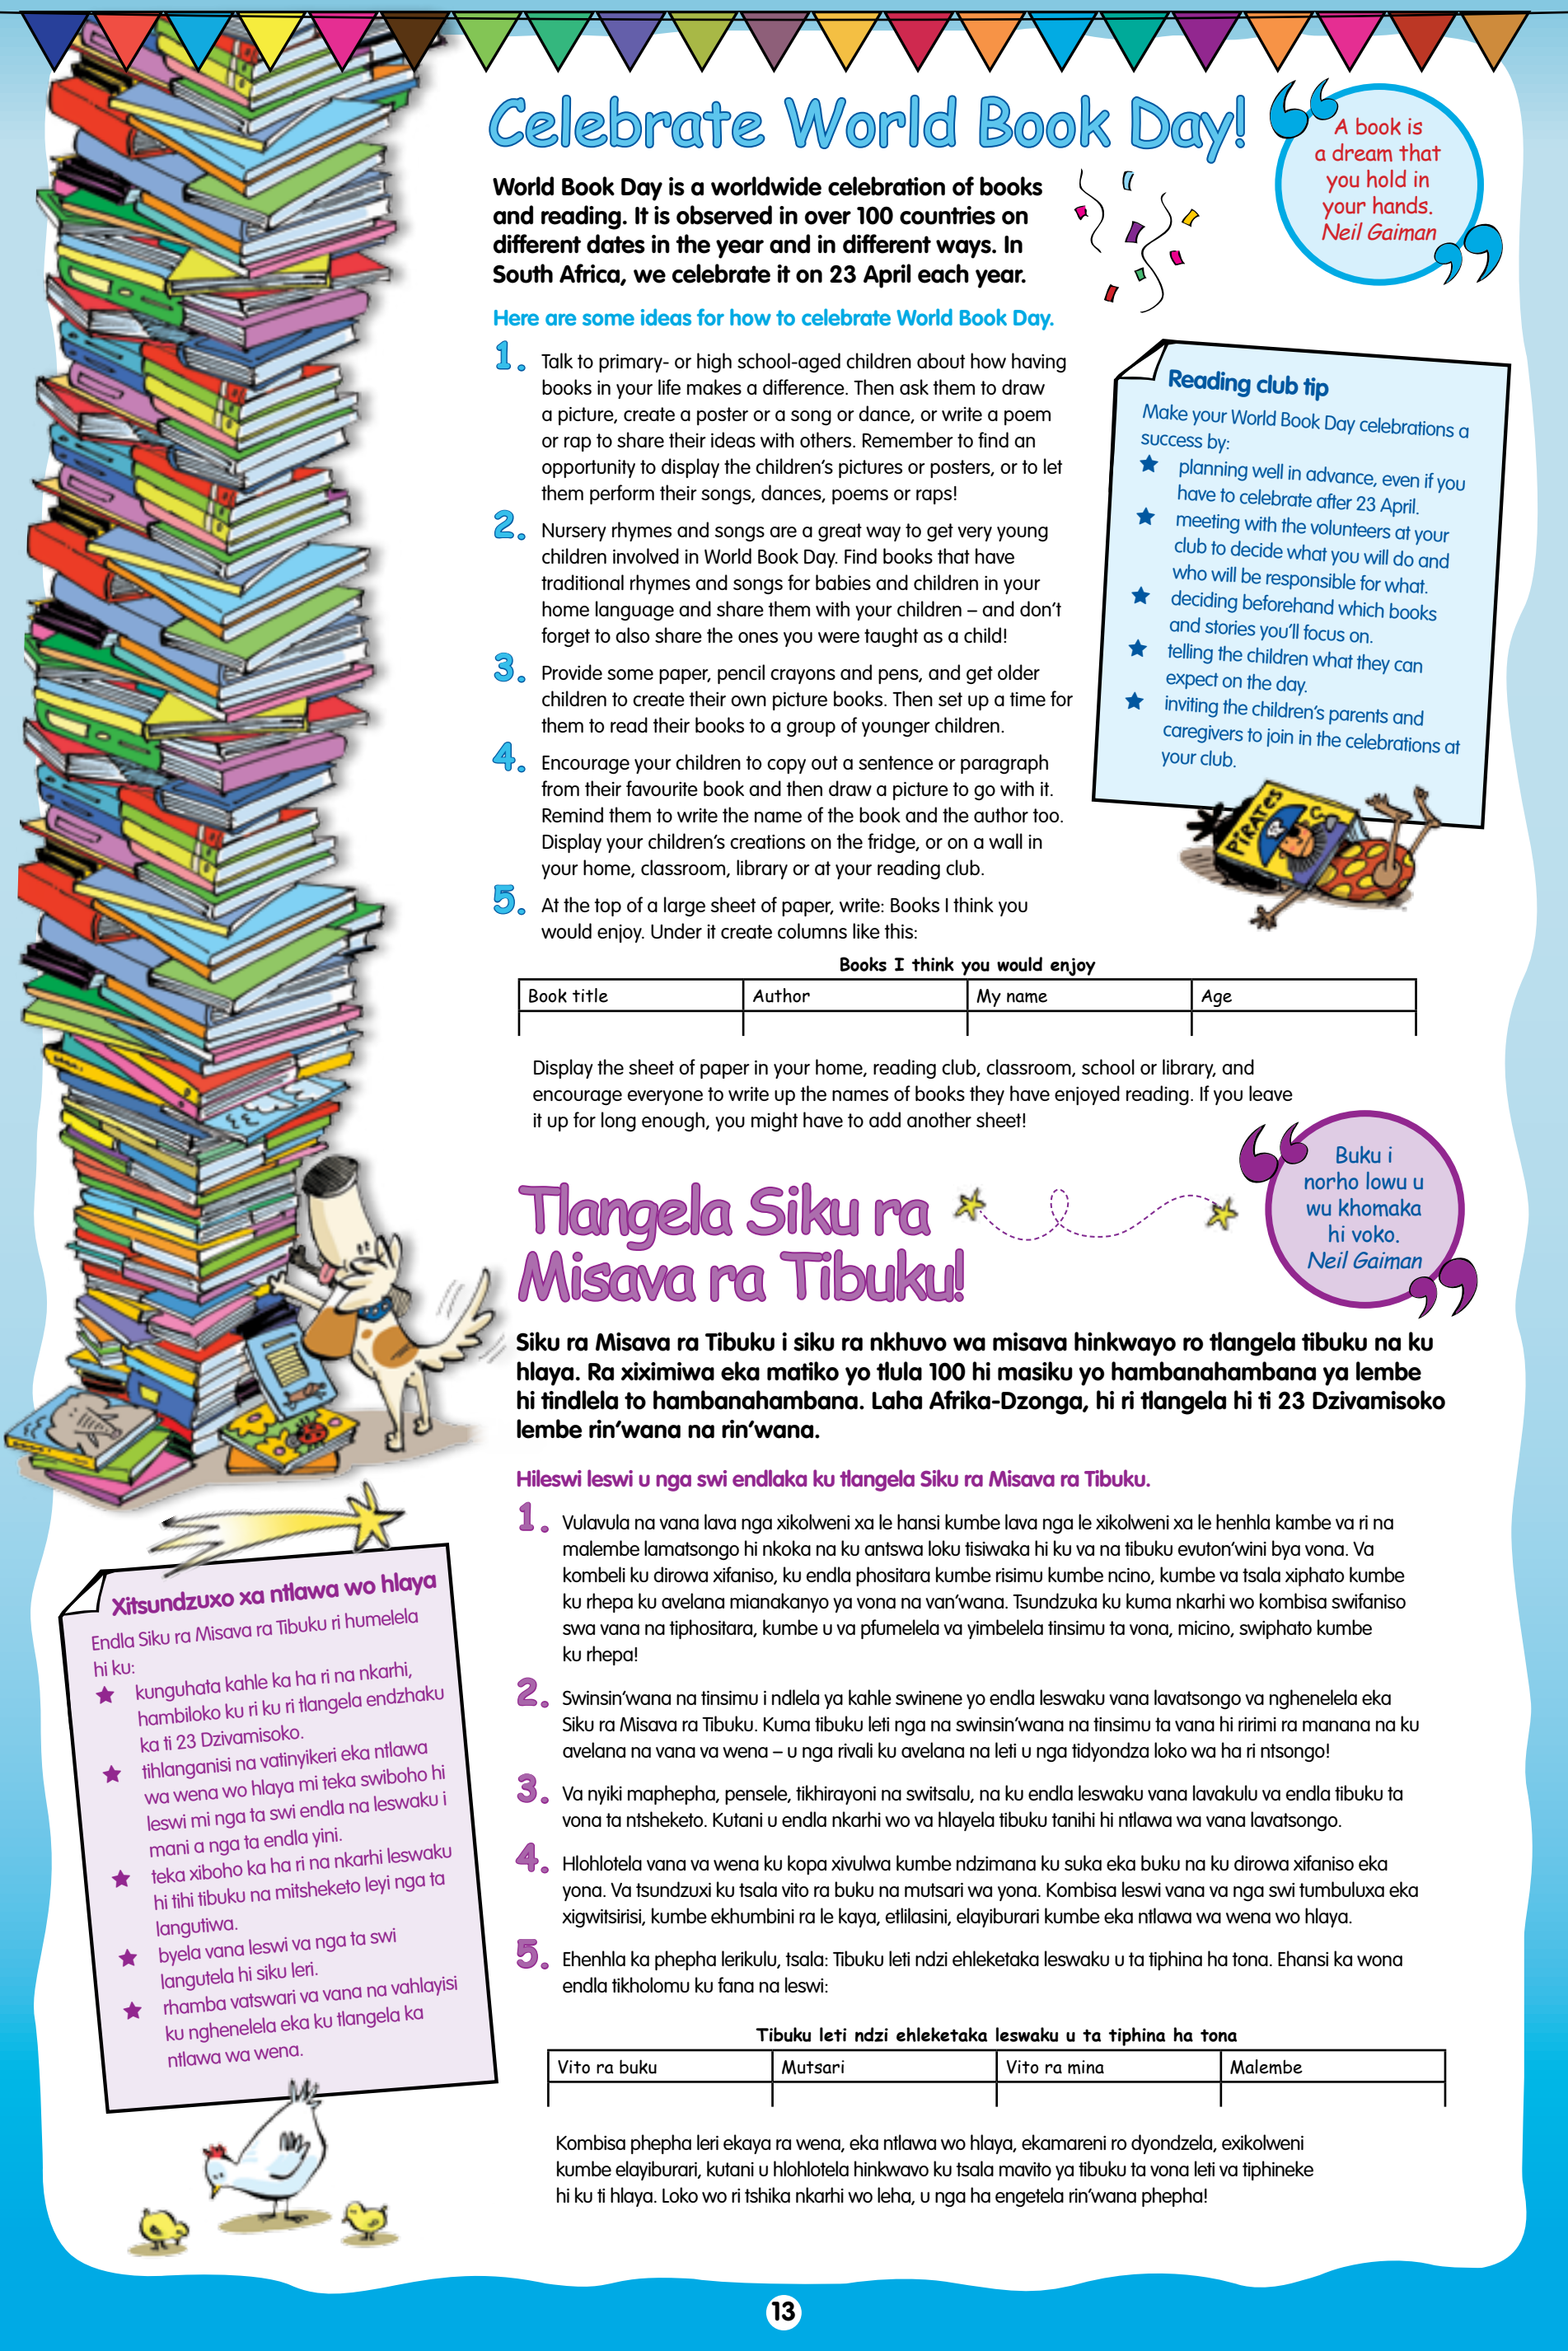 Celebrate World Book Day!
A book is
a dream that
you hold in
your hands.
Neil Gaiman
World Book Day is a worldwide celebration of books
and reading. It is observed in over 100 countries on
different dates in the year and in different ways. In
South Africa, we celebrate it on 23 April each year.
Here are some ideas for how to celebrate World Book Day.
1. Talk to primary- or high school-aged children about how having
books in your life makes a difference. Then ask them to draw
a picture, create a poster or a song or dance, or write a poem
or rap to share their ideas with others. Remember to find an
opportunity to display the children's pictures or posters, or to let
them perform their songs, dances, poems or raps!
2. Nursery rhymes and songs are a great way to get very young
children involved in World Book Day. Find books that have
traditional rhymes and songs for babies and children in your
home language and share them with your children – and don't
forget to also share the ones you were taught as a child!
3. Provide some paper, pencil crayons and pens, and get older
children to create their own picture books. Then set up a time for
them to read their books to a group of younger children.
4. Encourage your children to copy out a sentence or paragraph
from their favourite book and then draw a picture to go with it.
Remind them to write the name of the book and the author too.
Display your children's creations on the fridge, or on a wall in
your home, classroom, library or at your reading club.
5. At the top of a large sheet of paper, write: Books I think you
would enjoy. Under it create columns like this:
Books I think you would enjoy
Book title Author My name Age
Display the sheet of paper in your home, reading club, classroom, school or library, and
encourage everyone to write up the names of books they have enjoyed reading. If you leave
it up for long enough, you might have to add another sheet!
Reading club tip
Make your World Book Day celebrations a
success by:
★ planning well in advance, even if you
have to celebrate after 23 April.
★ meeting with the volunteers at your
club to decide what you will do and
who will be responsible for what.
★ deciding beforehand which books
and stories you'll focus on.
★ telling the children what they can
expect on the day.
★ inviting the children's parents and
caregivers to join in the celebrations at
your club.
PIRATES
Tlangela Siku ra
Misava ra Tibuku!
Buku i
norho lowu u
wu khomaka
hi voko.
Neil Gaiman
Siku ra Misava ra Tibuku i siku ra nkhuvo wa misava hinkwayo ro tlangela tibuku na ku
hlaya. Ra xiximiwa eka matiko yo tlula 100 hi masiku yo hambanahambana ya lembe
hi tindlela to hambanahambana. Laha Afrika-Dzonga, hi ri tlangela hi ti 23 Dzivamisoko
lembe rin'wana na rin'wana.
Hileswi leswi u nga swi endlaka ku tlangela Siku ra Misava ra Tibuku.
1. Vulavula na vana lava nga xikolweni xa le hansi kumbe lava nga le xikolweni xa le henhla kambe va ri na
malembe lamatsongo hi nkoka na ku antswa loku tisiwaka hi ku va na tibuku evuton'wini bya vona. Va
kombeli ku dirowa xifaniso, ku endla phositara kumbe risimu kumbe ncino, kumbe va tsala xiphato kumbe
ku rhepa ku avelana mianakanyo ya vona na van'wana. Tsundzuka ku kuma nkarhi wo kombisa swifaniso
swa vana na tiphositara, kumbe u va pfumelela va yimbelela tinsimu ta vona, micino, swiphato kumbe
ku rhepa!
2. Swinsin'wana na tinsimu i ndlela ya kahle swinene yo endla leswaku vana lavatsongo va nghenelela eka
Siku ra Misava ra Tibuku. Kuma tibuku leti nga na swinsin'wana na tinsimu ta vana hi ririmi ra manana na ku
avelana na vana va wena – u nga rivali ku avelana na leti u nga tidyondza loko wa ha ri ntsongo!
3. Va nyiki maphepha, pensele, tikhirayoni na switsalu, na ku endla leswaku vana lavakulu va endla tibuku ta
vona ta ntsheketo. Kutani u endla nkarhi wo va hlayela tibuku tanihi hi ntlawa wa vana lavatsongo.
4. Hlohlotela vana va wena ku kopa xivulwa kumbe ndzimana ku suka eka buku na ku dirowa xifaniso eka
yona. Va tsundzuxi ku tsala vito ra buku na mutsari wa yona. Kombisa leswi vana va nga swi tumbuluxa eka
xigwitsirisi, kumbe ekhumbini ra le kaya, etlilasini, elayiburari kumbe eka ntlawa wa wena wo hlaya.
5. Ehenhla ka phepha lerikulu, tsala: Tibuku leti ndzi ehleketaka leswaku u ta tiphina ha tona. Ehansi ka wona
endla tikholomu ku fana na leswi:
Tibuku leti ndzi ehleketaka leswaku u ta tiphina ha tona
Vito ra buku Mutsari Vito ra mina Malembe
Kombisa phepha leri ekaya ra wena, eka ntlawa wo hlaya, ekamareni ro dyondzela, exikolweni
kumbe elayiburari, kutani u hlohlotela hinkwavo ku tsala mavito ya tibuku ta vona leti va tiphineke
hi ku ti hlaya. Loko wo ri tshika nkarhi wo leha, u nga ha engetela rin'wana phepha!
Xitsundzuxo xa ntlawa wo hlaya
Endla Siku ra Misava ra Tibuku ri humelela
hi ku:
★ kunguhata kahle ka ha ri na nkarhi,
hambiloko ku ri ku ri tlangela endzhaku
ka ti 23 Dzivamisoko.
★ tihlanganisi na vatinyikeri eka ntlawa
wa wena wo hlaya mi teka swiboho hi
leswi mi nga ta swi endla na leswaku i
mani a nga ta endla yini.
★ teka xiboho ka ha ri na nkarhi leswaku
hi tihi tibuku na mitsheketo leyi nga ta
langutiwa.
★ byela vana leswi va nga ta swi
langutela hi siku leri.
★ rhamba vatswari va vana na vahlayisi
ku nghenelela eka ku tlangela ka
ntlawa wa wena.
13